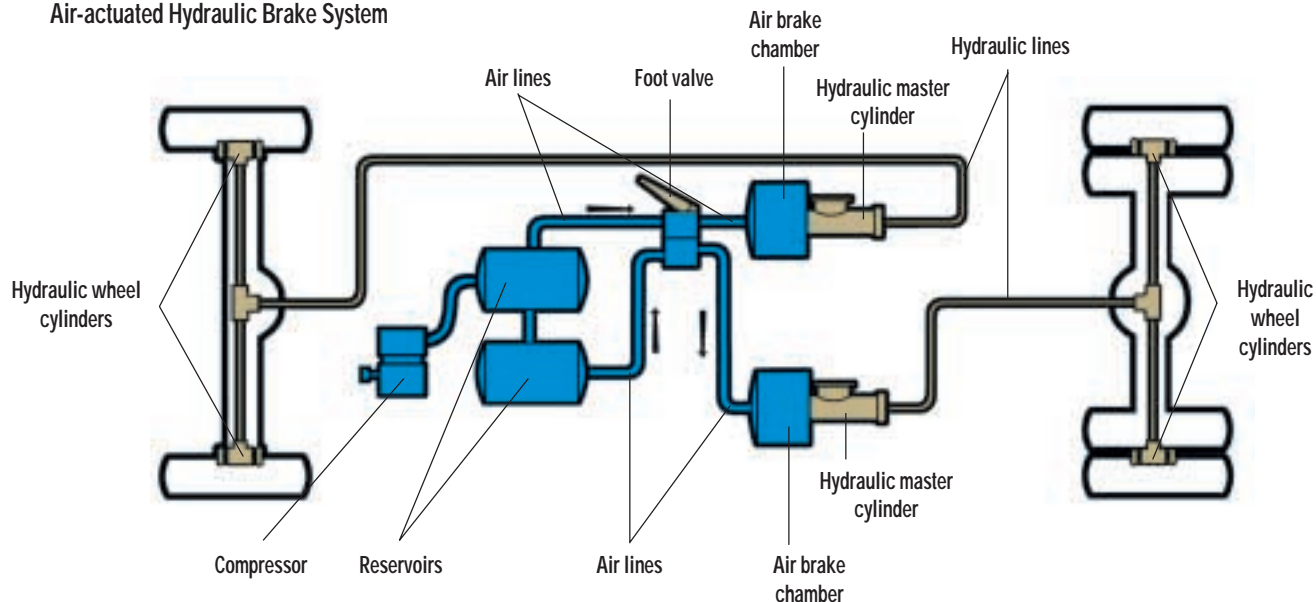 Air-actuated Hydraulic Brake System
Air brake
chamber
Hydraulic lines
Air lines
Foot valve
Hydraulic master
cylinder
Hydraulic wheel
cylinders
Hydraulic
wheel
cylinders
Hydraulic master
cylinder
Compressor
Reservoirs
Air lines
Air brake
chamber